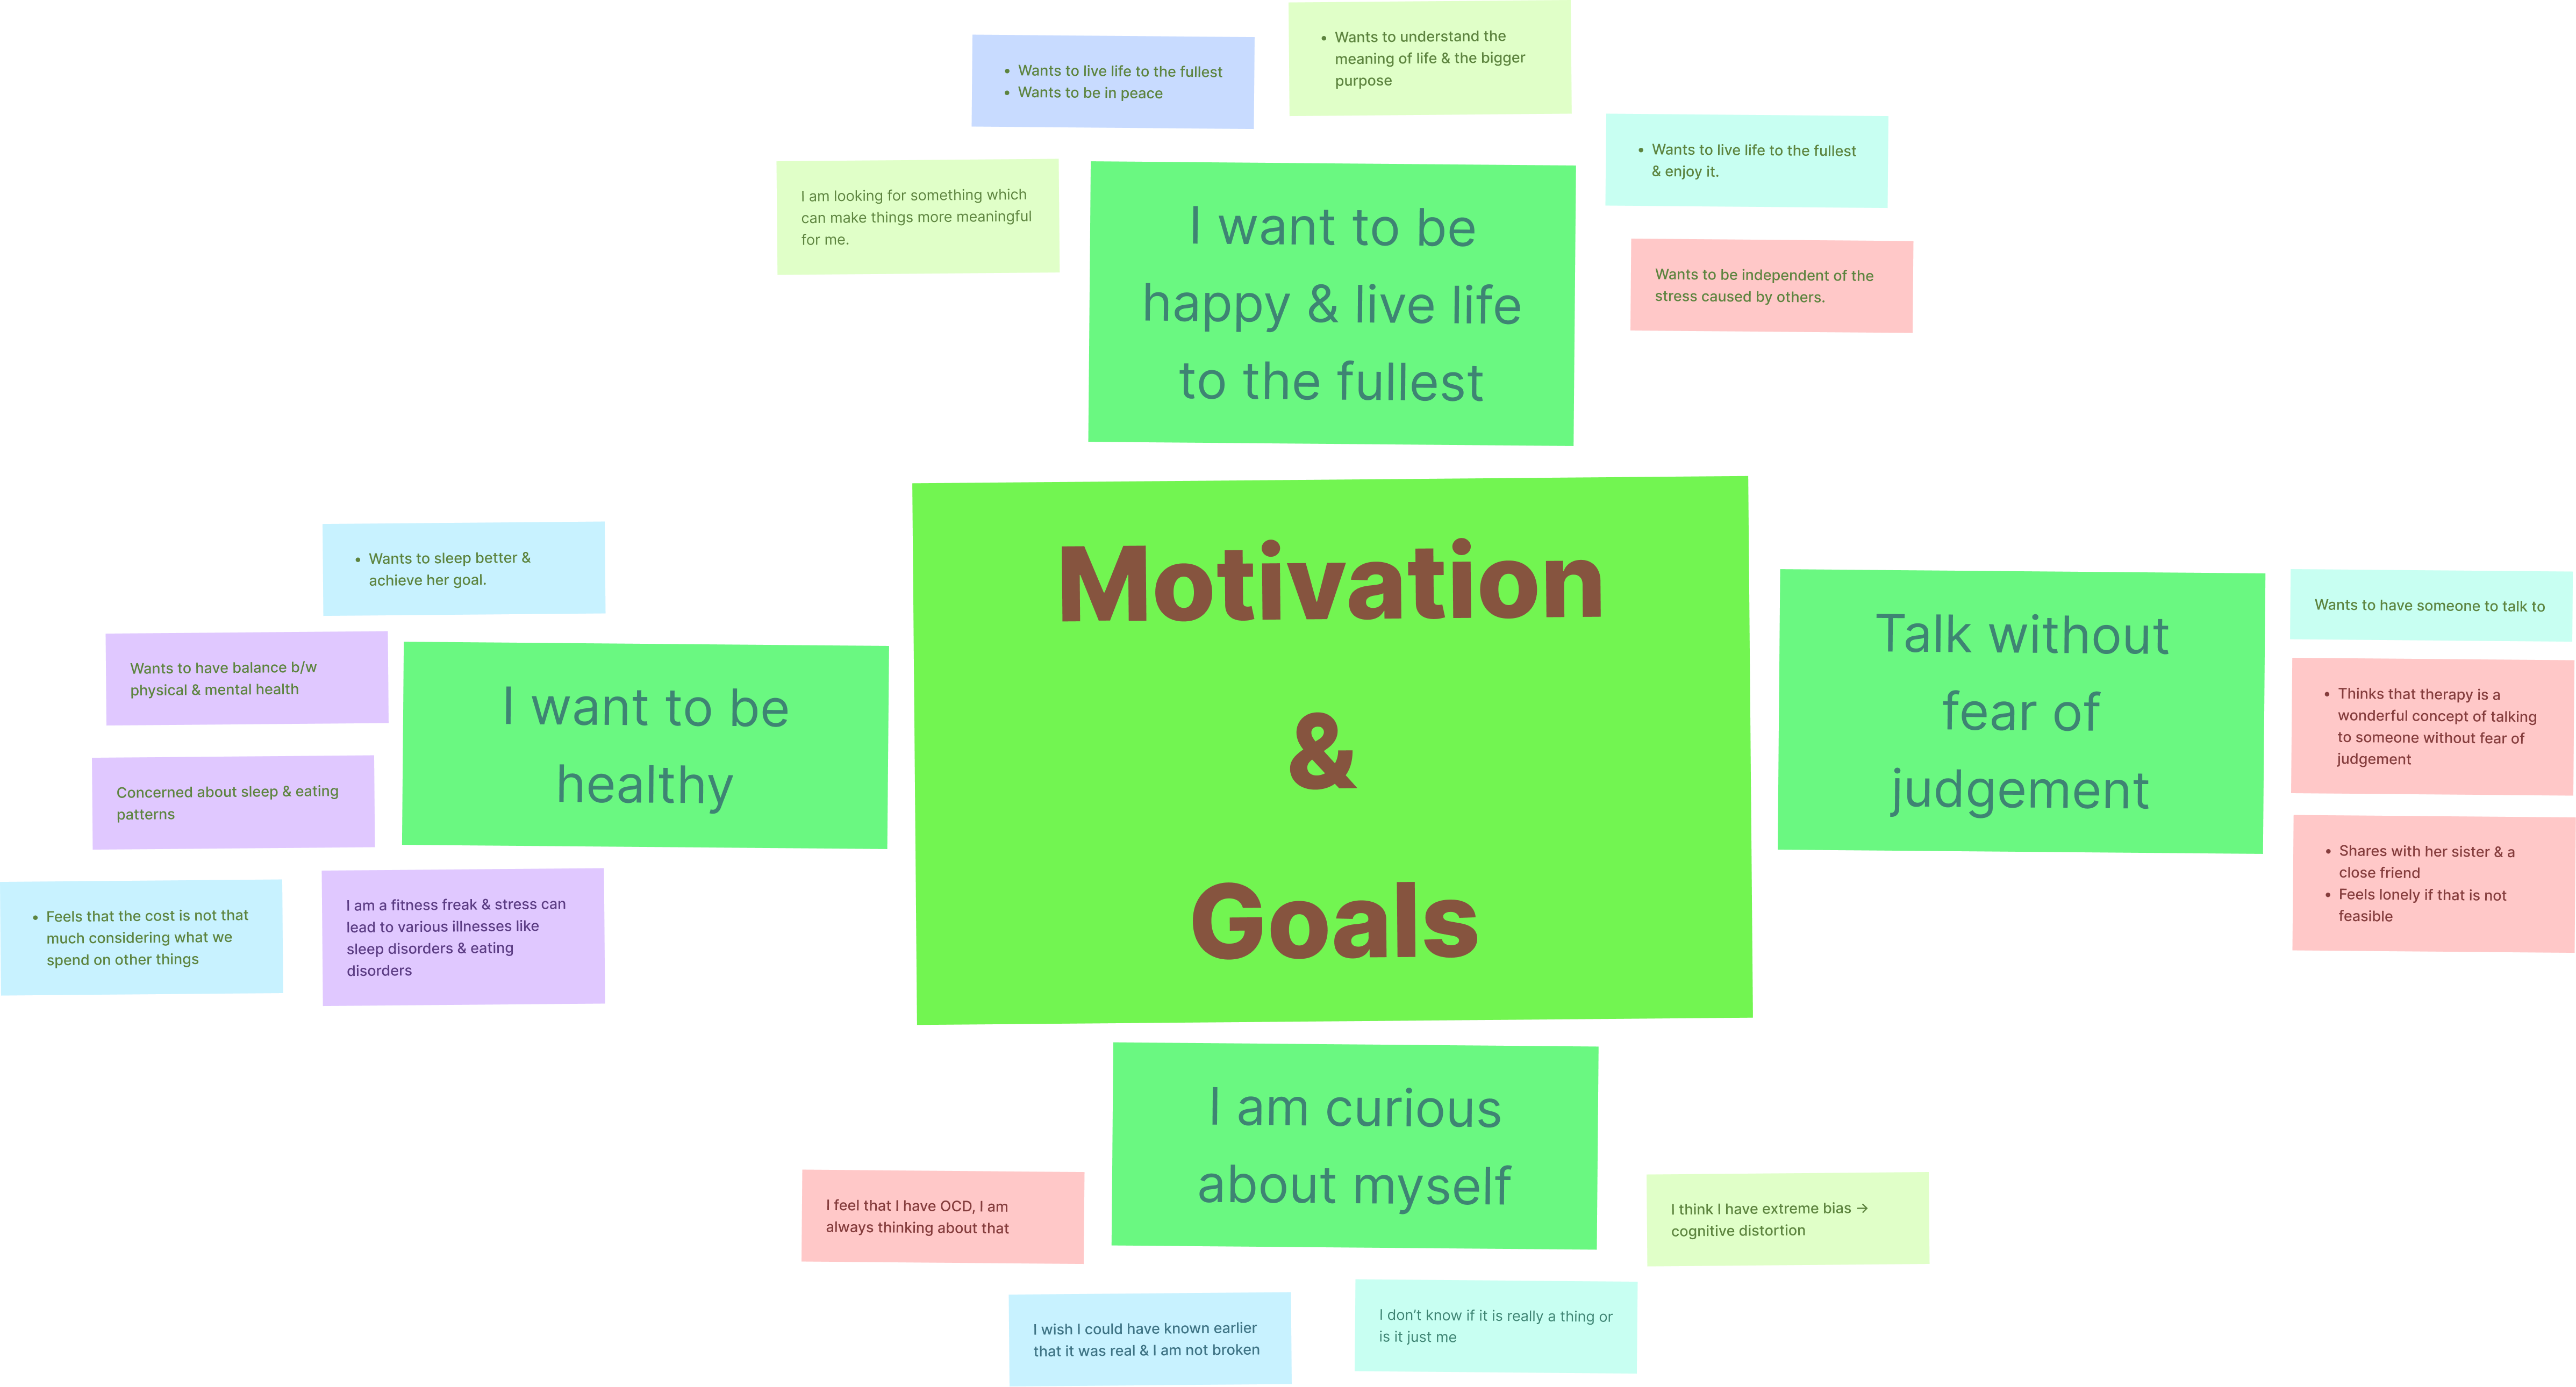 • Wants to understand the
meaning of life & the bigger
purpose
• Wants to live life to the fullest
• Wants to be in peace
• Wants to live life to the fullest
& enjoy it.
I am looking for something which
can make things more meaningful
for me.
I want to be
happy & live life
to the fullest
Wants to be independent of the
stress caused by others.
Motivation
&
Goals
• Wants to sleep better &
achieve her goal.
Wants to have balance b/w
physical & mental health
I want to be
healthy
Concerned about sleep & eating
patterns
• Feels that the cost is not that
much considering what we
spend on other things
I am a fitness freak & stress can
lead to various illnesses like
sleep disorders & eating
disorders
Talk without
fear of
judgement
Wants to have someone to talk to
• Thinks that therapy is a
wonderful concept of talking
to someone without fear of
judgement
• Shares with her sister & a
close friend
• Feels lonely if that is not
feasible
I am curious
about myself
I feel that I have OCD, I am
always thinking about that
I think I have extreme bias →
cognitive distortion
I wish I could have known earlier
that it was real & I am not broken
I don't know if it is really a thing or
is it just me